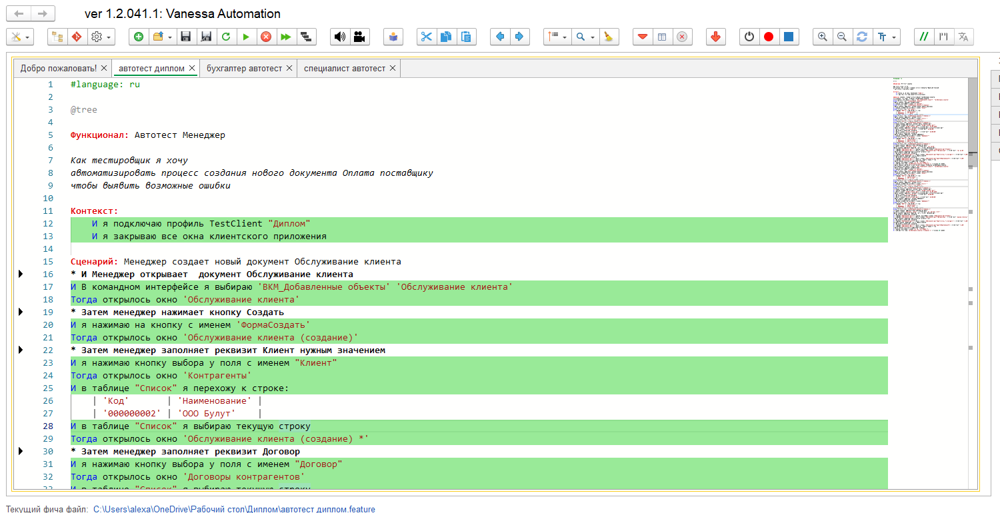 ver 1.2.041.1: Vanessa Automation
Добро пожаловать! автотест диплом бухгалтер автотест специалист автотест
1 #language: ru
2
3 @tree
4
5 Функционал: Автотест Менеджер
6
7 Как тестировщик я хочу
8 автоматизировать процесс создания нового документа Оплата поставщику
9 чтобы выявить возможные ошибки
10
11 Контекст:
12 И я подключаю профиль TestClient "Диплом"
13 И я закрываю все окна клиентского приложения
14
15 Сценарий: Менеджер создает новый документ Обслуживание клиента
16 * И Менеджер открывает  документ Обслуживание клиента
17 И В командном интерфейсе я выбираю 'ВКМ_Добавленные объекты' 'Обслуживание клиента'
18 Тогда открылось окно 'Обслуживание клиента'
19 * Затем менеджер нажимает кнопку Создать
20 И я нажимаю на кнопку с именем 'ФормаСоздать'
21 Тогда открылось окно 'Обслуживание клиента (создание)'
22 * Затем менеджер заполняет реквизит Клиент нужным значением
23 И я нажимаю кнопку выбора у поля с именем "Клиент"
24 Тогда открылось окно 'Контрагенты'
25 И в таблице "Список" я перехожу к строке:
26 | 'Код' | 'Наименование' |
27 | '000000002' | 'ООО Булут' |
28 И в таблице "Список" я выбираю текущую строку
29 Тогда открылось окно 'Обслуживание клиента (создание) *'
30 * Затем менеджер заполняет реквизит Договор
31 И я нажимаю кнопку выбора у поля с именем "Договор"
32 Тогда открылось окно 'Договоры контрагентов'
33 И в таблице "Список" я выбираю текущую строку
Текущий фича файл: C:\Users\alexa\OneDrive\Рабочий стол\Диплом\автотест диплом.feature